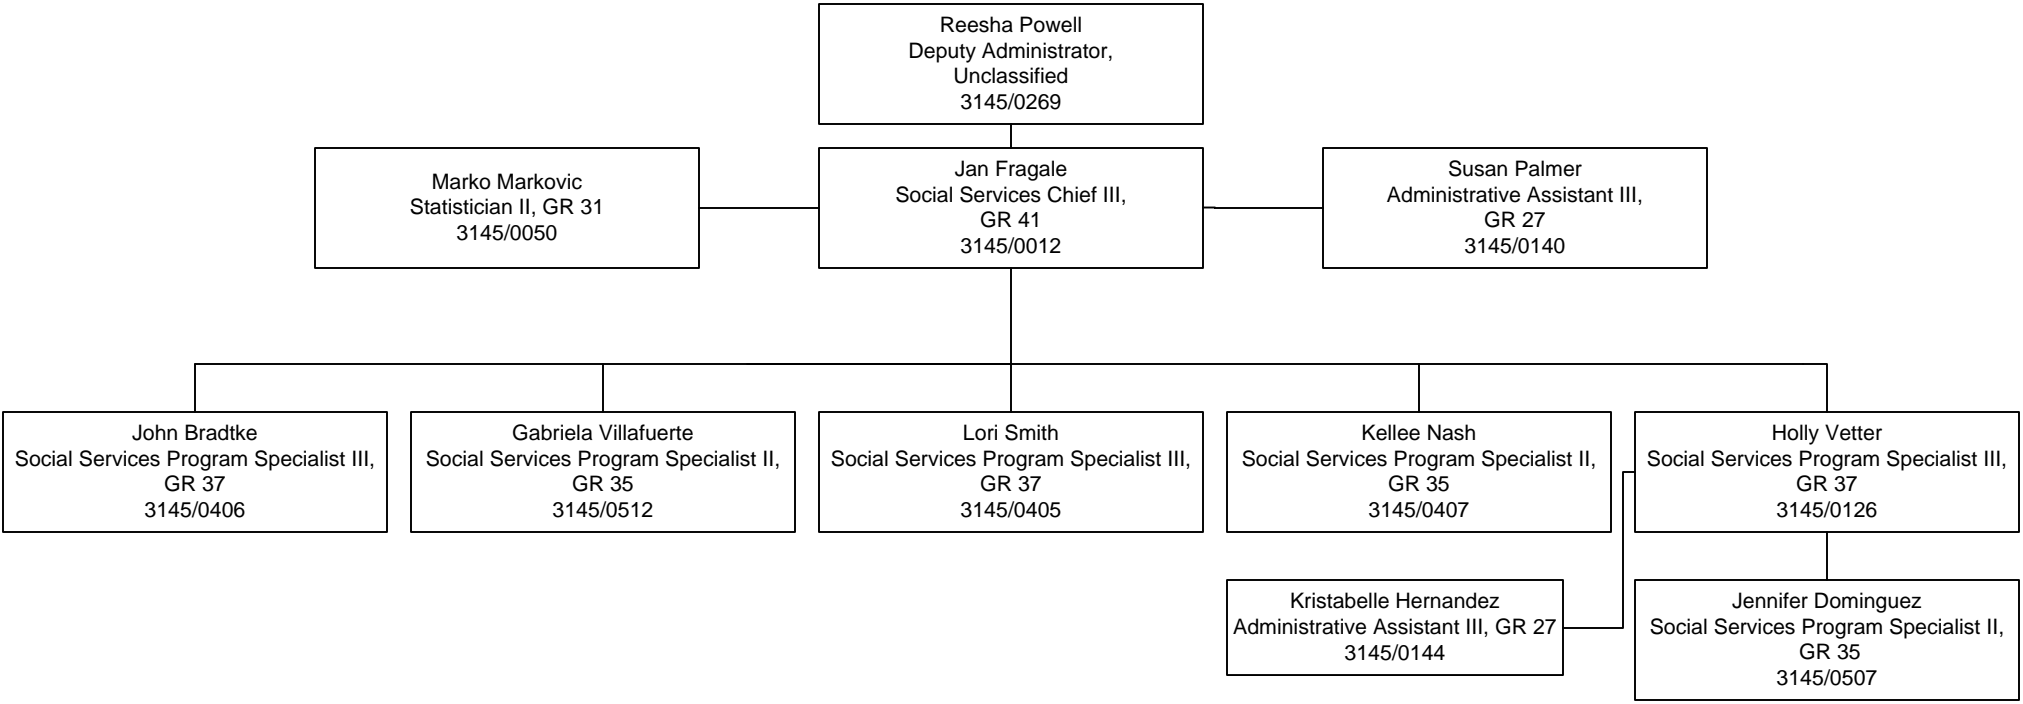 Reesha Powell
Deputy Administrator,
Unclassified
3145/0269
Marko Markovic
Statistician II, GR 31
3145/0050
Jan Fragale
Social Services Chief III,
GR 41
3145/0012
Susan Palmer
Administrative Assistant III,
GR 27
3145/0140
John Bradtke
Social Services Program Specialist III,
GR 37
3145/0406
Gabriela Villafuerte
Social Services Program Specialist II,
GR 35
3145/0512
Lori Smith
Social Services Program Specialist III,
GR 37
3145/0405
Kellee Nash
Social Services Program Specialist II,
GR 35
3145/0407
Holly Vetter
Social Services Program Specialist III,
GR 37
3145/0126
Kristabelle Hernandez
Administrative Assistant III, GR 27
3145/0144
Jennifer Dominguez
Social Services Program Specialist II,
GR 35
3145/0507